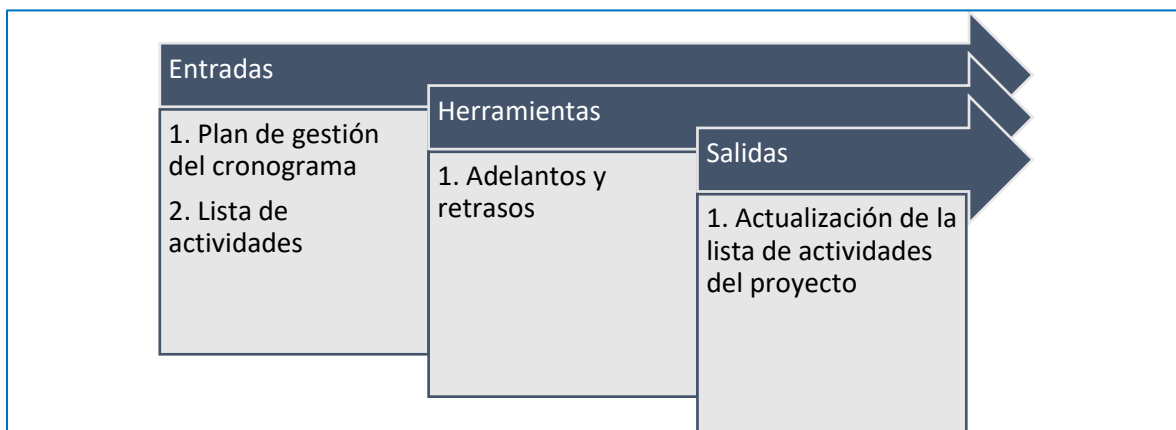 Entradas
1. Plan de gestión
del cronograma
2. Lista de
actividades
Herramientas
1. Adelantos y
retrasos
Salidas
1. Actualización de la
lista de actividades
del proyecto